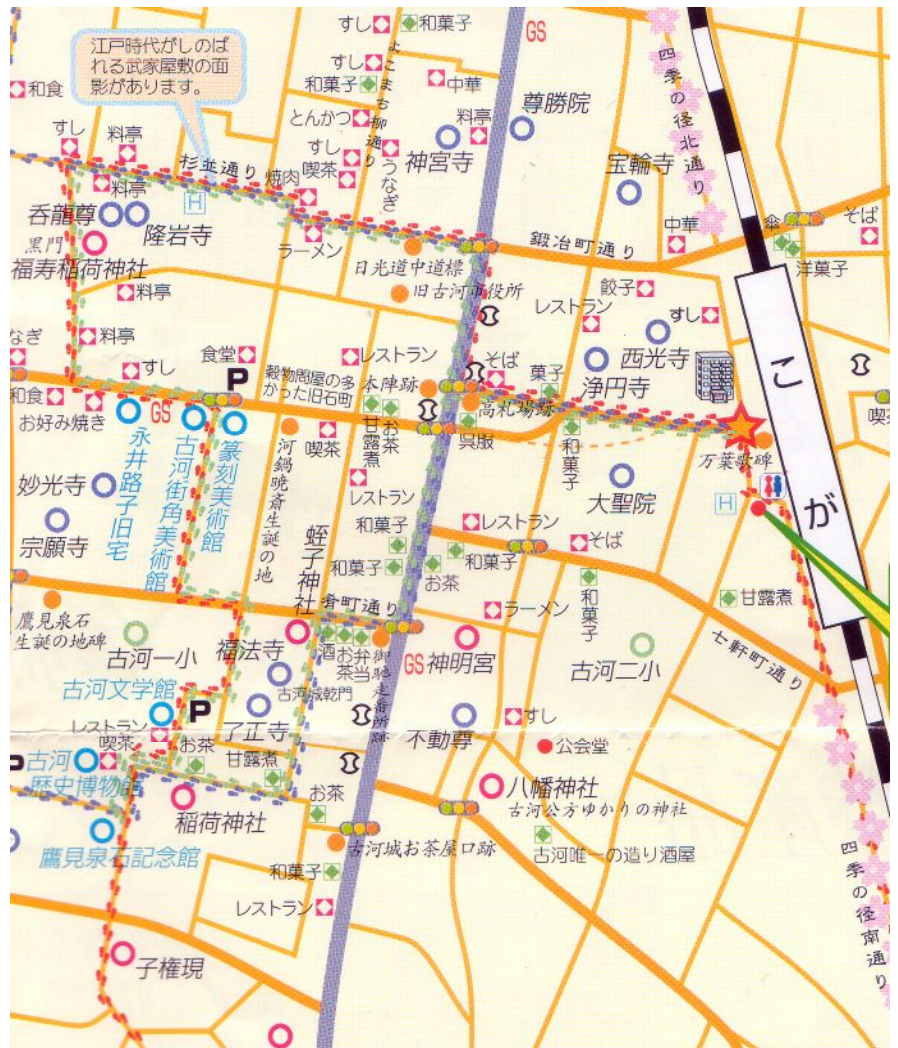 すし
和菓子
GS
江戸時代がしのば
れる武家屋敷の面
影があります。
和食
すし
和菓子
よこまち柳通り
中華
とんかつ
料亭
尊勝院
四季の径北通り
すし
料亭
杉並通り
焼肉
すし
喫茶
うなぎ
神宮寺
宝輪寺
料亭
呑龍尊
H
隆岩寺
黒門
福寿稲荷神社
ラーメン
日光道中道標
鍛冶町通り
中華
傘
そば
洋菓子
料亭
旧古河市役所
餃子
レストラン
すし
西光寺
浄円寺
こが
なぎ
料亭
すし
食堂
P
穀物問屋の多
かった旧石町
レストラン
本陣跡
そば
菓子
和食
お好み焼き
GS
永井路子旧宅
古河街角美術館
篆刻美術館
河鍋暁斎生誕の地
喫茶
甘露煮
お茶
高札場跡
呉服
和菓子
万葉歌碑
喫
妙光寺
宗願寺
レストラン
大聖院
H
和菓子
レストラン
そば
和菓子
お茶
和菓子
和菓子
甘露煮
蛭子神社
肴町通り
ラーメン
七軒町通り
鷹見泉石
生誕の地碑
古河一小
福法寺
酒
お茶
お弁当
御馳走番所跡
GS
神明宮
古河二小
古河文学館
古河城乾門
P
了正寺
レストラン
喫茶
お茶
甘露煮
不動尊
すし
公会堂
P
古河
歴史博物館
稲荷神社
お茶
八幡神社
古河公方ゆかりの神社
鷹見泉石記念館
古河城お茶屋口跡
古河唯一の造り酒屋
四季の径南通り
和菓子
レストラン
子権現